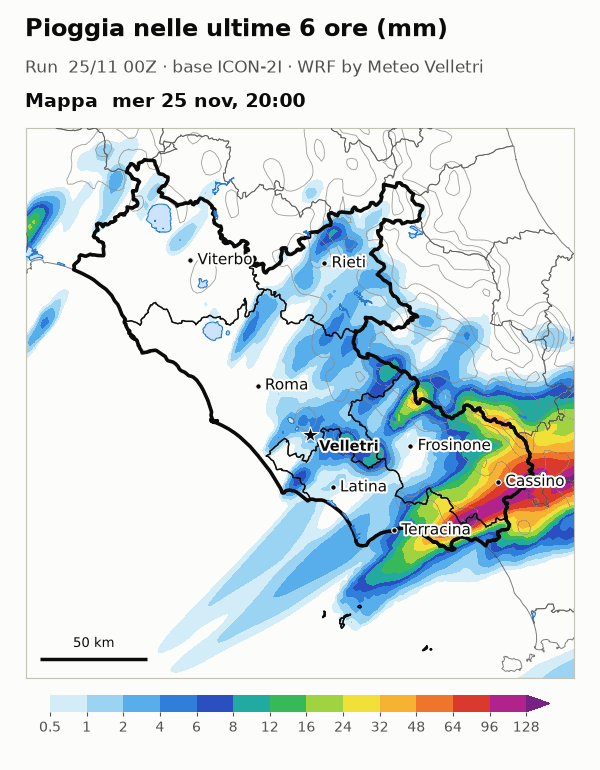 Pioggia nelle ultime 6 ore (mm)
Run  25/11 00Z · base ICON-2I · WRF by Meteo Velletri
Mappa  mer 25 nov, 20:00
Viterbo
Rieti
Roma
Velletri
Frosinone
Cassino
Latina
Terracina
50 km
0.5 1 2 4 6 8 12 16 24 32 48 64 96 128